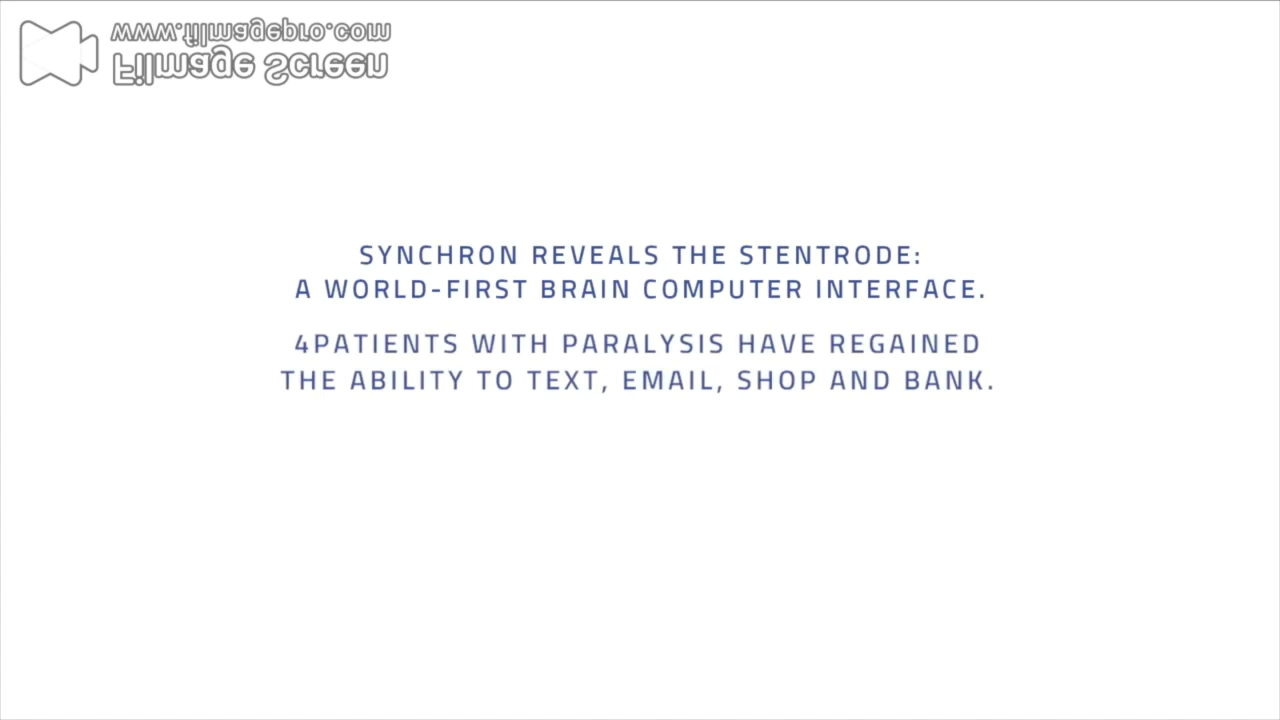 www.filmagepro.com
Filmage Screen
SYNCHRON REVEALS THE STENTRODE:
A WORLD-FIRST BRAIN COMPUTER INTERFACE.
4PATIENTS WITH PARALYSIS HAVE REGAINED
THE ABILITY TO TEXT, EMAIL, SHOP AND BANK.